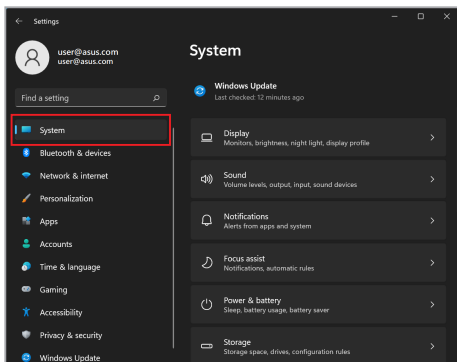 Settings
user@asus.com
user@asus.com
Find a setting
System
Bluetooth & devices
Network & internet
Personalization
Apps
Accounts
Time & language
Gaming
Accessibility
Privacy & security
Windows Update
System
Windows Update
Last checked: 12 minutes ago
Display
Monitors, brightness, night light, display profile
Sound
Volume levels, output, input, sound devices
Notifications
Alerts from apps and system
Focus assist
Notifications, automatic rules
Power & battery
Sleep, battery usage, battery saver
Storage
Storage space, drives, configuration rules